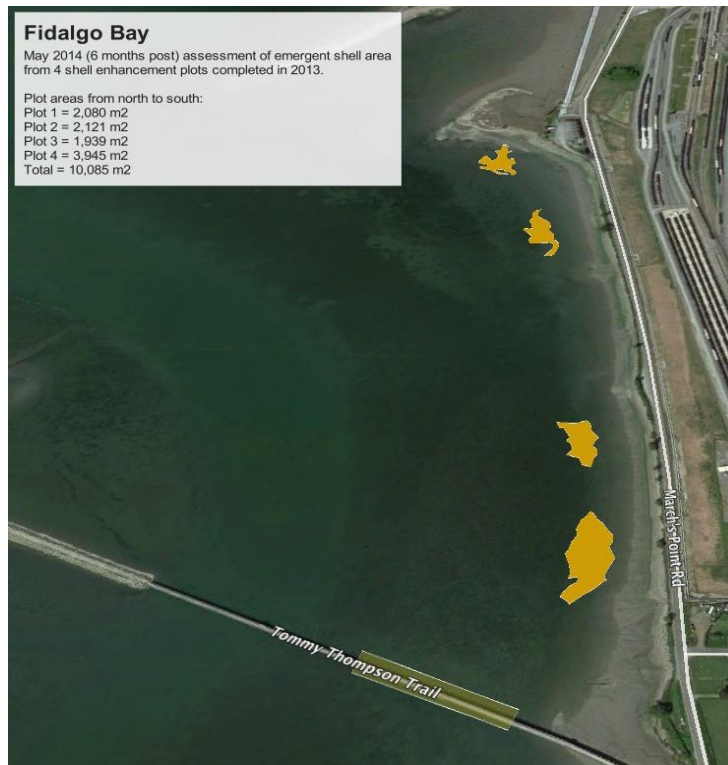 Fidalgo Bay
May 2014 (6 months post) assessment of emergent shell area
from 4 shell enhancement plots completed in 2013.
Plot areas from north to south:
Plot 1 = 2,080 m2
Plot 2 = 2,121 m2
Plot 3 = 1,939 m2
Plot 4 = 3,945 m2
Total = 10,085 m2
March's Point Rd
Tommy Thompson Trail